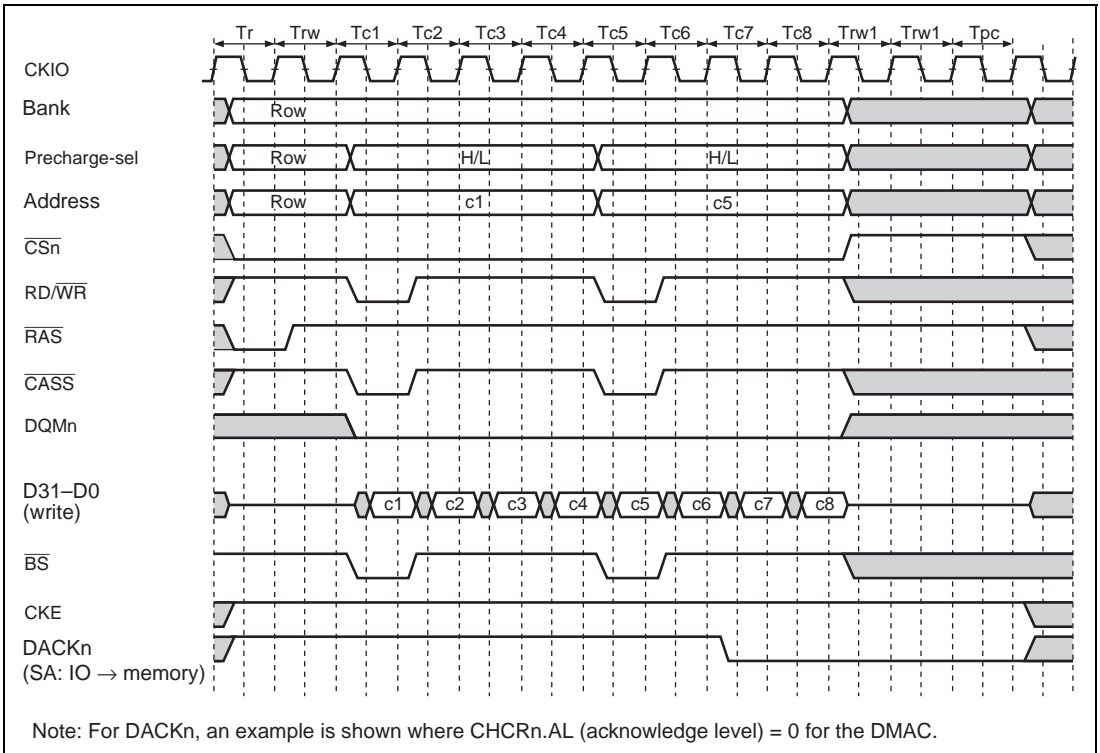 Tr Trw Tc1 Tc2 Tc3 Tc4 Tc5 Tc6 Tc7 Tc8 Trw1 Trw1 Tpc
CKIO
Bank Row
Precharge-sel Row H/L H/L
Address Row c1 c5
CSn
RD/WR
RAS
CASS
DQMn
D31–D0
(write) c1 c2 c3 c4 c5 c6 c7 c8
BS
CKE
DACKn
(SA: IO → memory)
Note: For DACKn, an example is shown where CHCRn.AL (acknowledge level) = 0 for the DMAC.